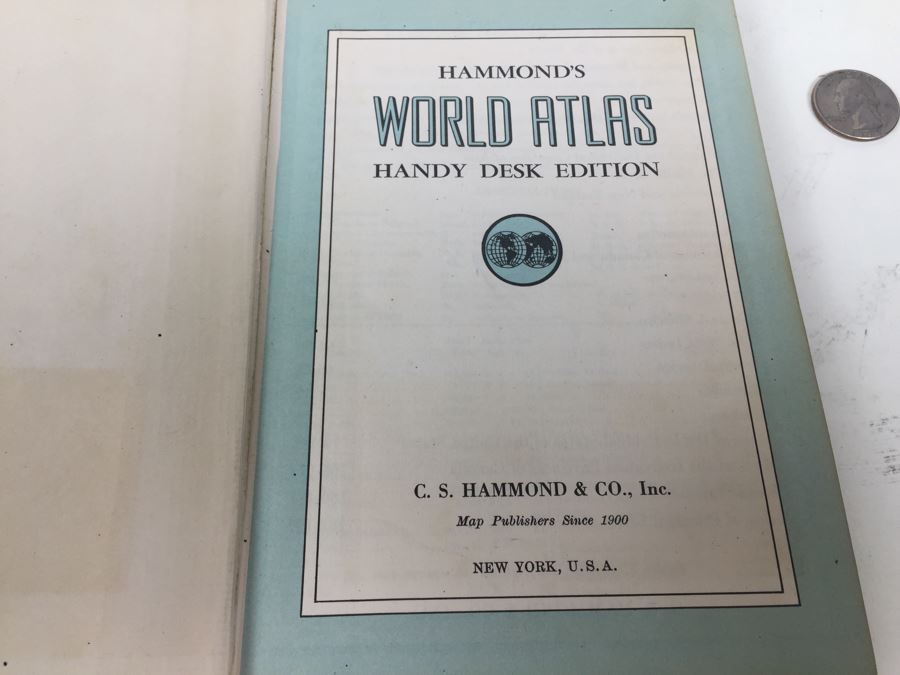 HAMMOND'S
WORLD ATLAS
HANDY DESK EDITION
C. S. HAMMOND & CO., Inc.
Map Publishers Since 1900
NEW YORK, U.S.A.